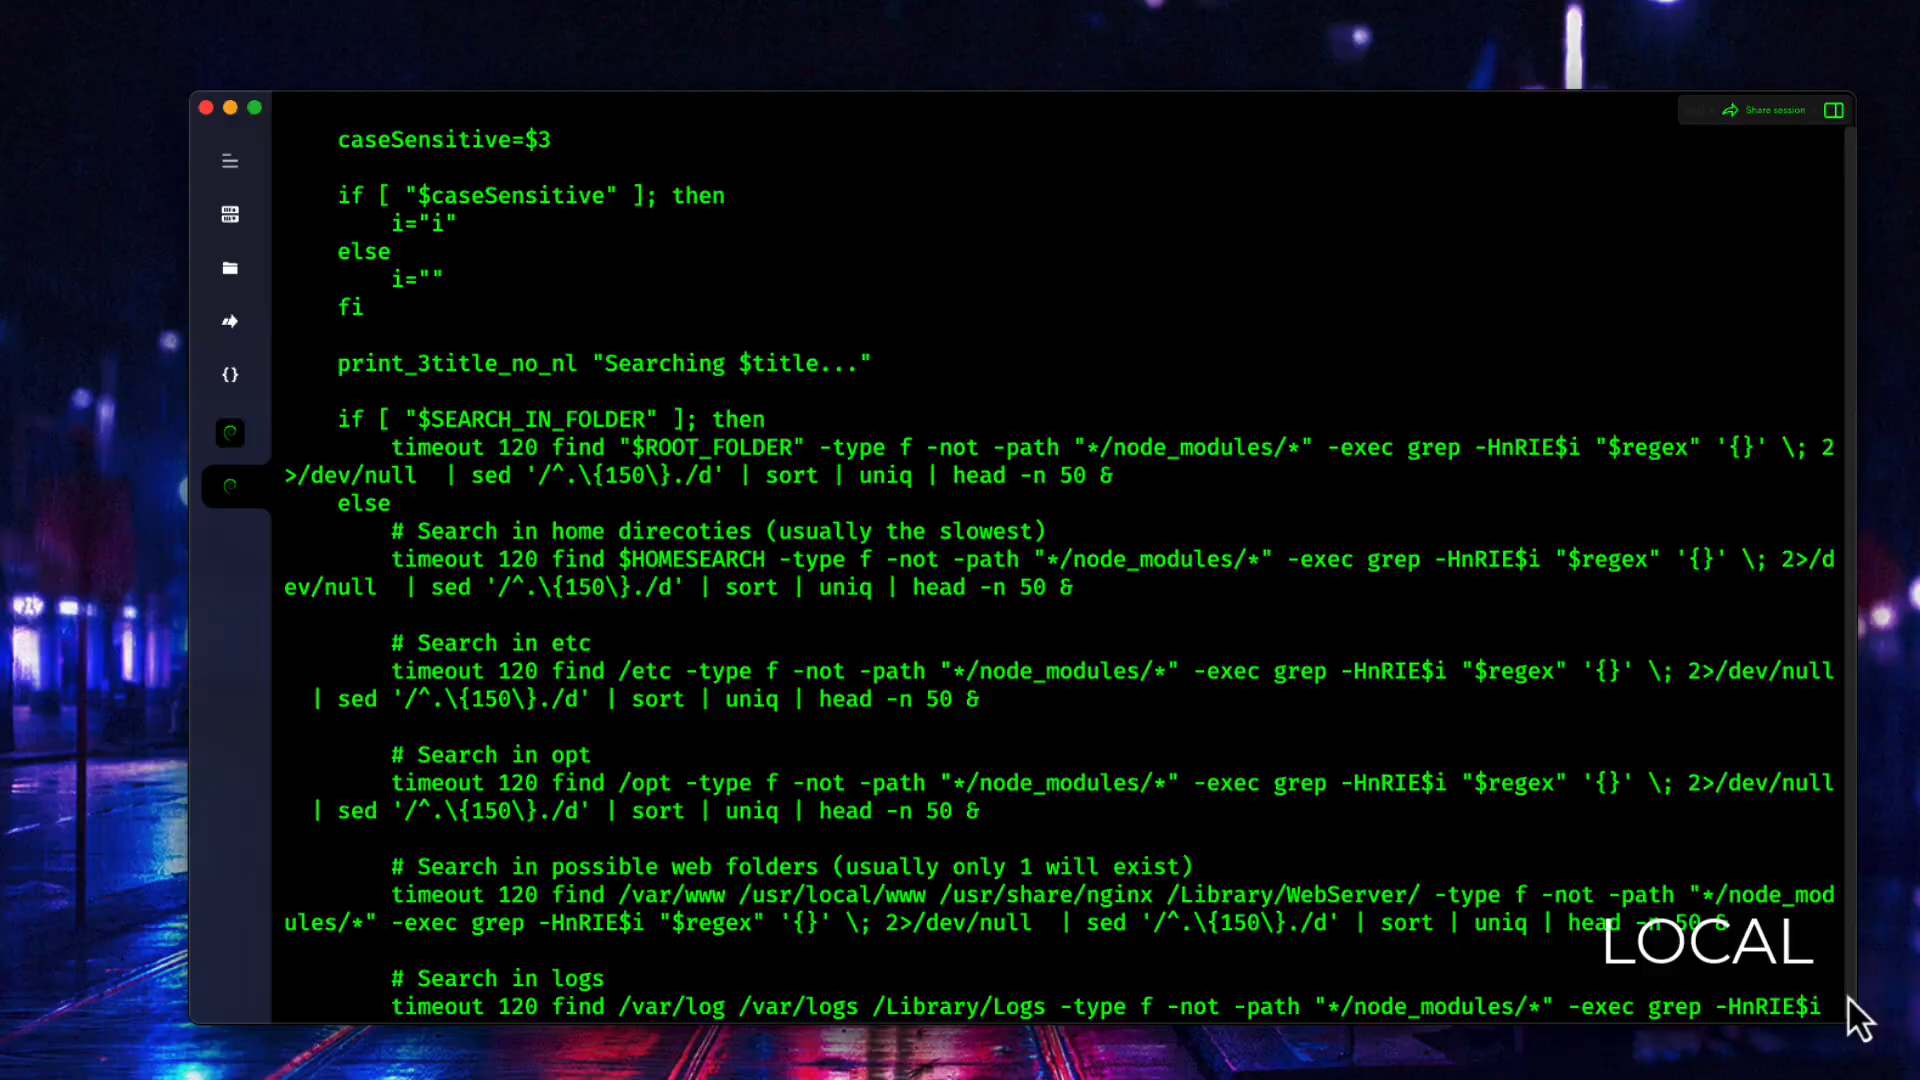 Share session
caseSensitive=$3
if [ "$caseSensitive" ]; then
i="i"
else
i=""
fi
print_3title_no_nl "Searching $title..."
if [ "$SEARCH_IN_FOLDER" ]; then
timeout 120 find "$ROOT_FOLDER" -type f -not -path "*/node_modules/*" -exec grep -HnRIE$i "$regex" '{}' \; 2
>/dev/null  | sed '/^.\{150\}./d' | sort | uniq | head -n 50 &
else
# Search in home direcoties (usually the slowest)
timeout 120 find $HOMESEARCH -type f -not -path "*/node_modules/*" -exec grep -HnRIE$i "$regex" '{}' \; 2>/d
ev/null  | sed '/^.\{150\}./d' | sort | uniq | head -n 50 &
# Search in etc
timeout 120 find /etc -type f -not -path "*/node_modules/*" -exec grep -HnRIE$i "$regex" '{}' \; 2>/dev/null
| sed '/^.\{150\}./d' | sort | uniq | head -n 50 &
# Search in opt
timeout 120 find /opt -type f -not -path "*/node_modules/*" -exec grep -HnRIE$i "$regex" '{}' \; 2>/dev/null
| sed '/^.\{150\}./d' | sort | uniq | head -n 50 &
# Search in possible web folders (usually only 1 will exist)
timeout 120 find /var/www /usr/local/www /usr/share/nginx /Library/WebServer/ -type f -not -path "*/node_mod
ules/*" -exec grep -HnRIE$i "$regex" '{}' \; 2>/dev/null  | sed '/^.\{150\}./d' | sort | uniq | head -n 50 &
LOCAL
# Search in logs
timeout 120 find /var/log /var/logs /Library/Logs -type f -not -path "*/node_modules/*" -exec grep -HnRIE$i